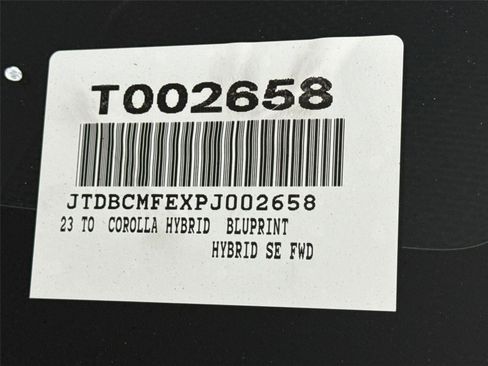 T002658
JTDBCMFEXPJ002658
23 TO COROLLA HYBRID BLUPRINT
HYBRID SE FWD